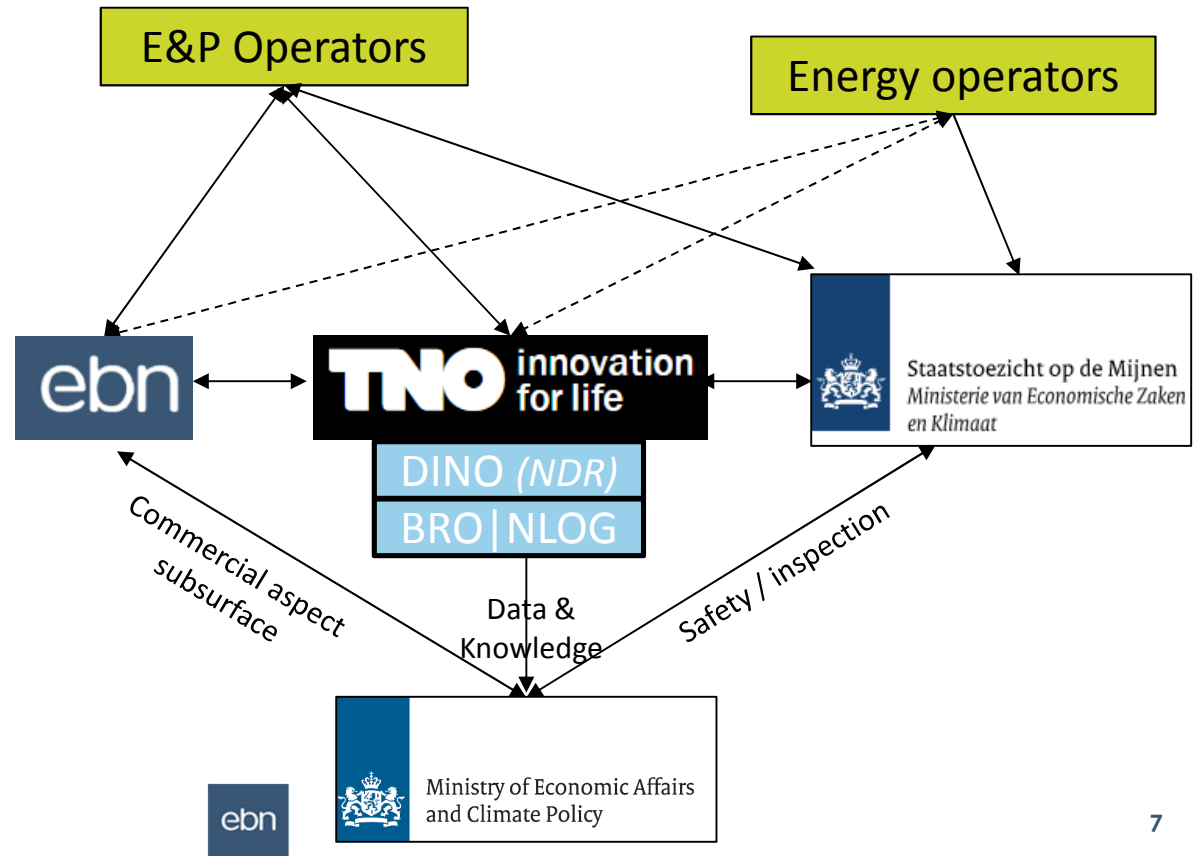 E&P Operators
Energy operators
ebn
TNO innovation
for life
Staatstoezicht op de Mijnen
Ministerie van Economische Zaken
en Klimaat
DINO (NDR)
BRO|NLOG
Commercial aspect
subsurface
Data &
Knowledge
Safety / inspection
Ministry of Economic Affairs
and Climate Policy
ebn
7